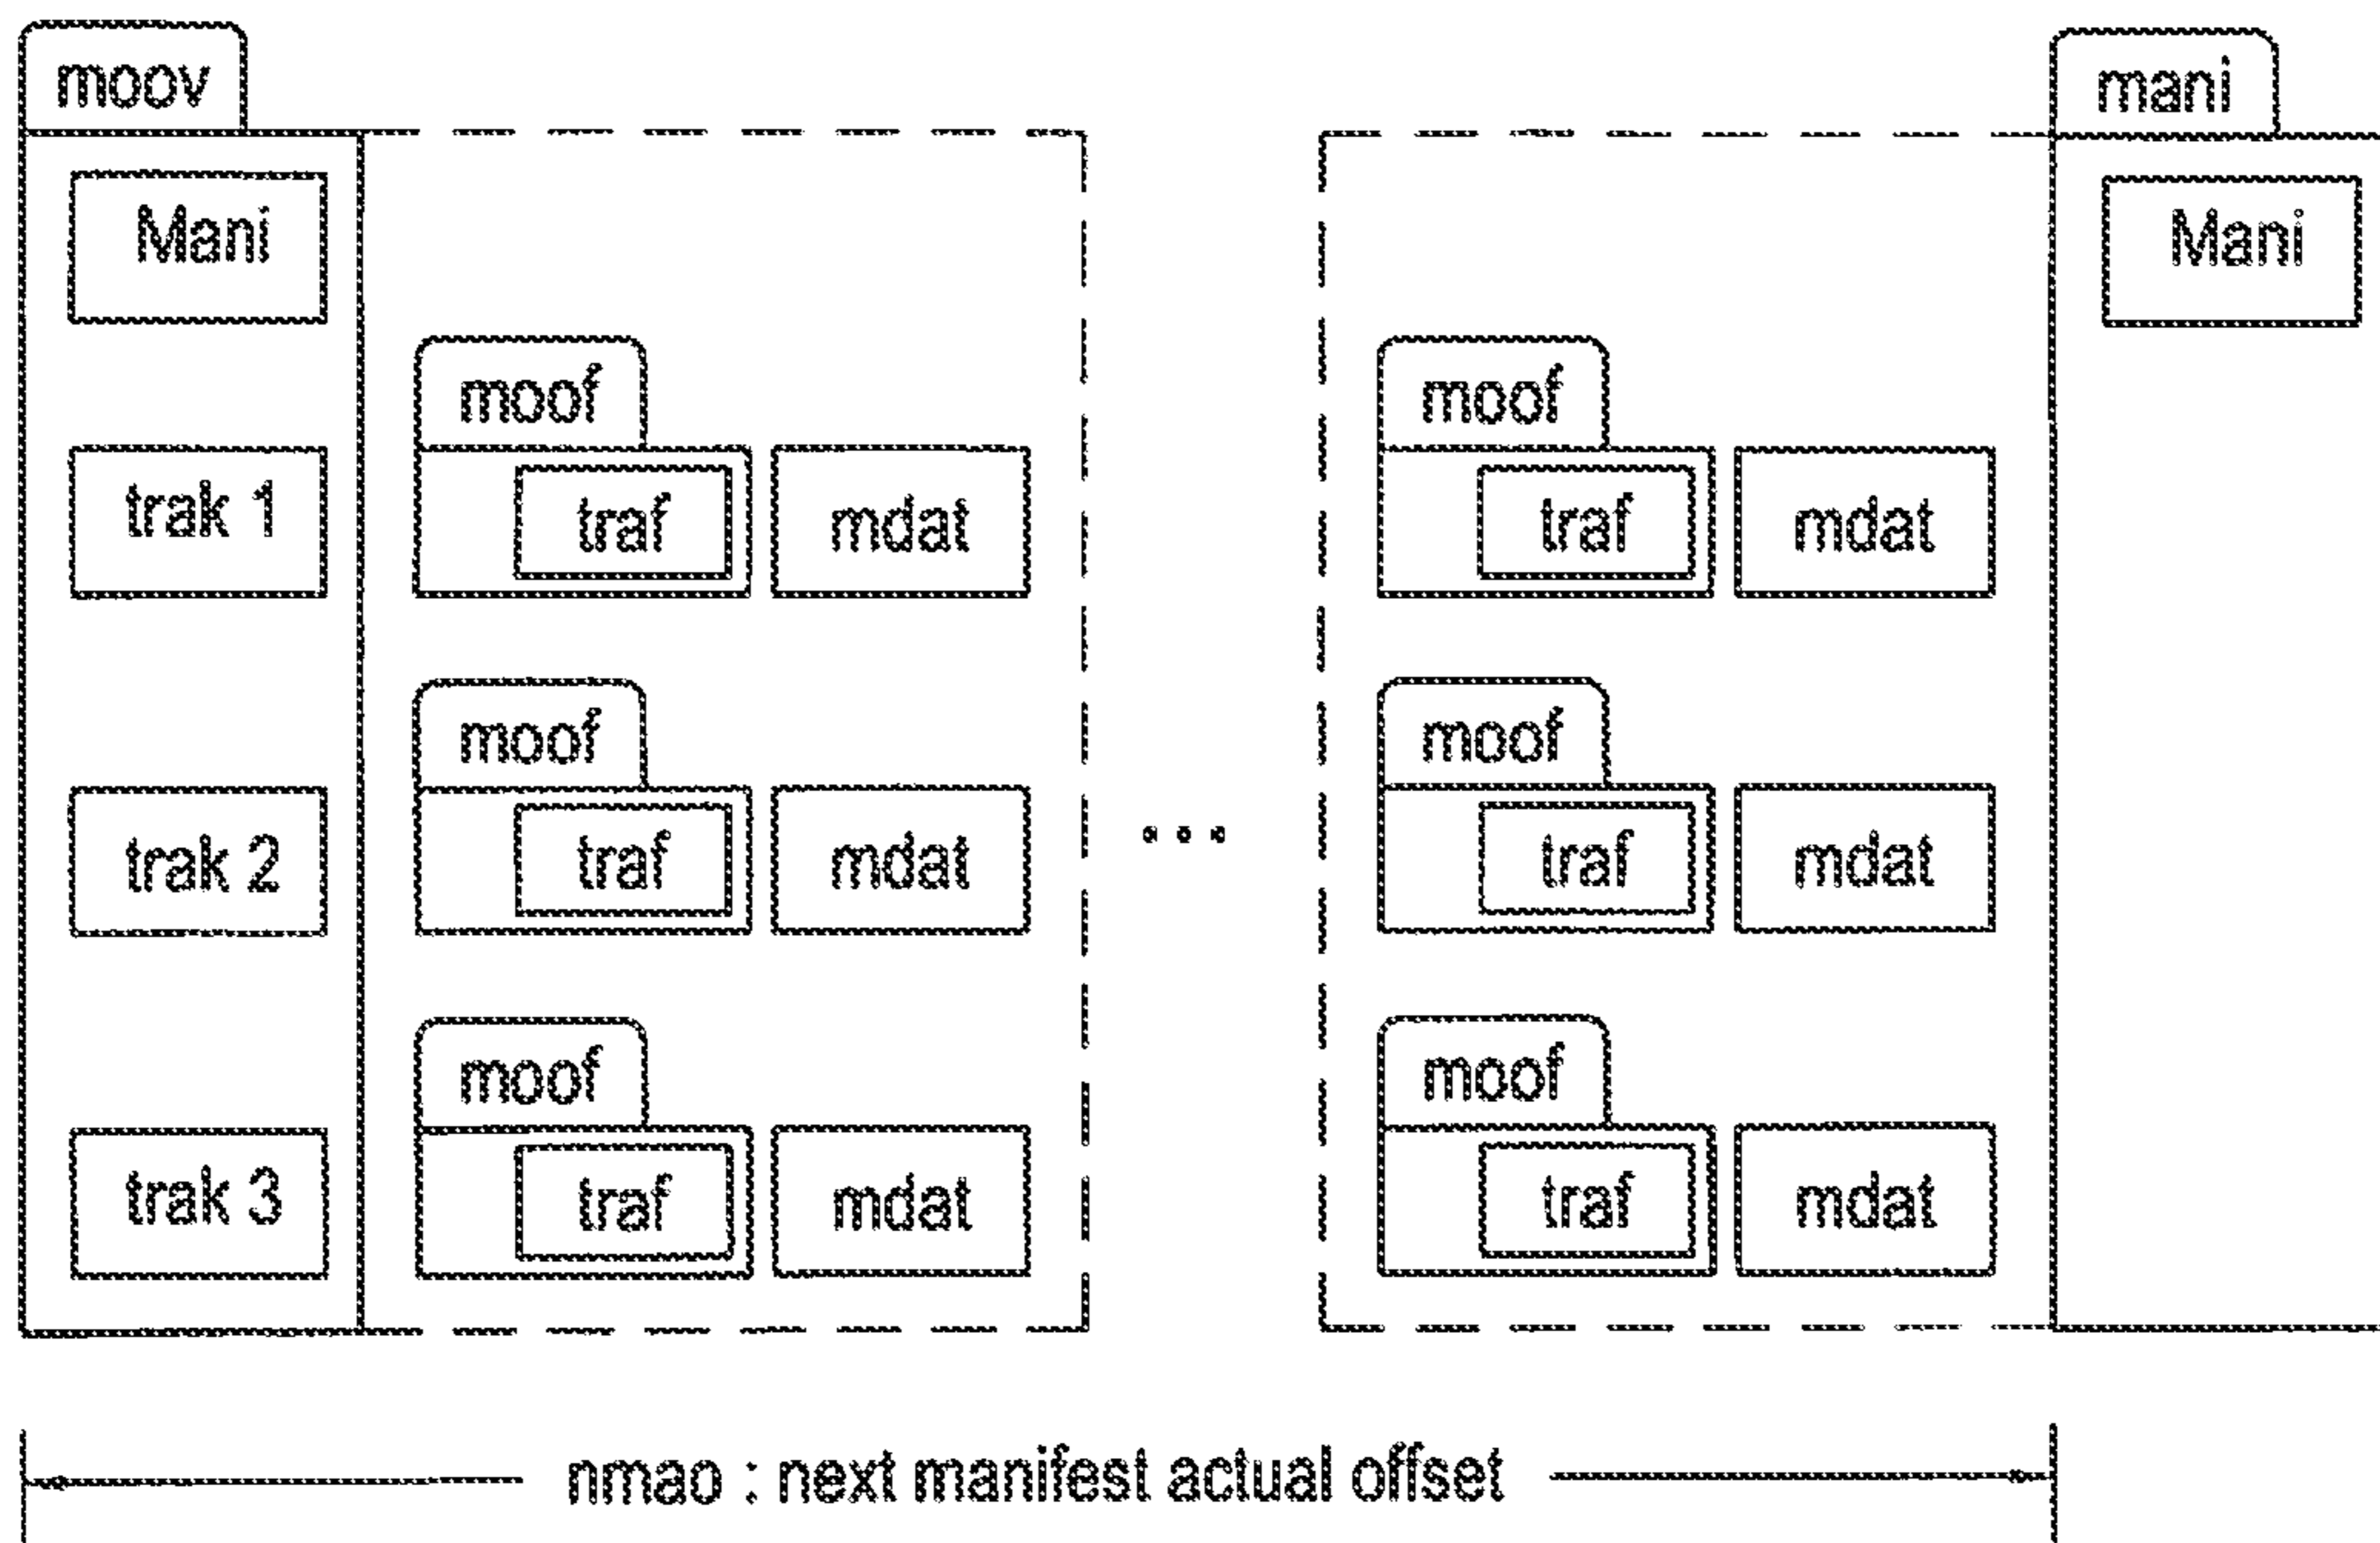 moov
mani
Mani
Mani
moof
moof
trak 1
traf
mdat
traf
mdat
moof
moof
trak 2
traf
mdat
...
traf
mdat
moof
moof
trak 3
traf
mdat
traf
mdat
nmao : next manifest actual offset